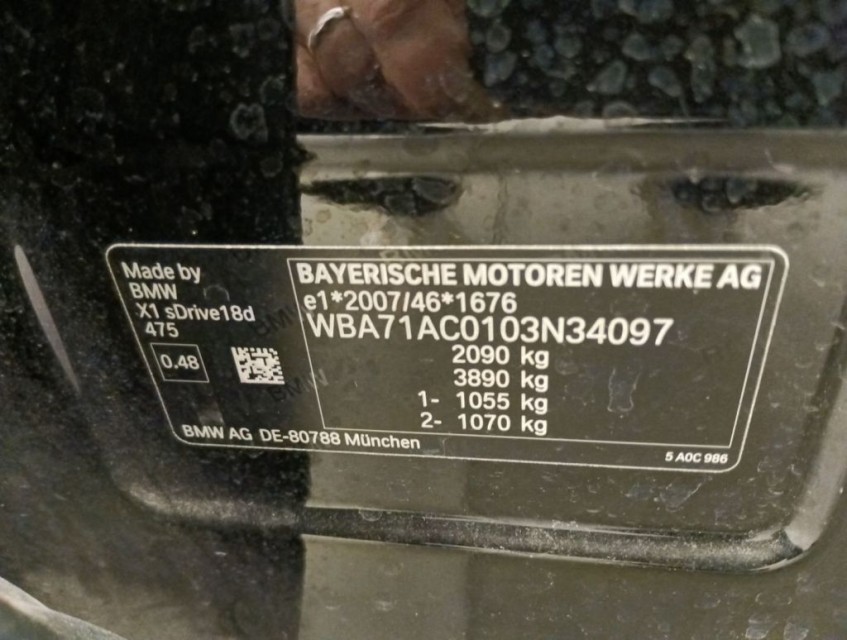 Made by
BMW
X1 sDrive18d
475
0.48
BMW AG DE-80788 München
BAYERISCHE MOTOREN WERKE AG
e1*2007/46*1676
WBA71AC0103N34097
2090 kg
3890 kg
1- 1055 kg
2- 1070 kg
5 A0C 986